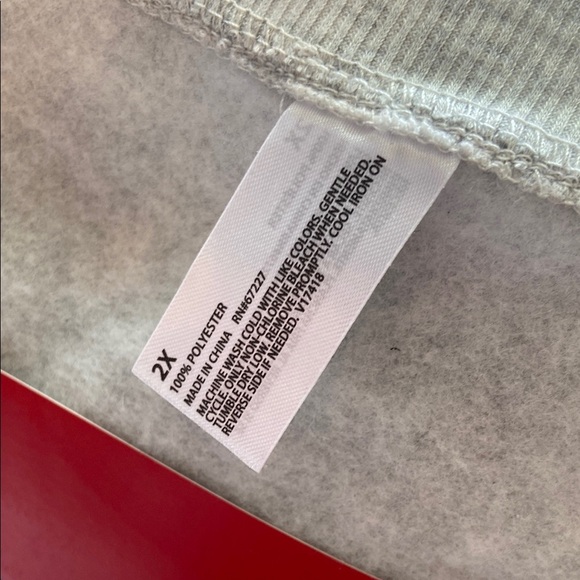 2X
100% POLYESTER
MADE IN CHINA RN#67227
MACHINE WASH COLD WITH LIKE COLORS, GENTLE
CYCLE. ONLY NON-CHLORINE BLEACH WHEN NEEDED.
TUMBLE DRY LOW. REMOVE PROMPTLY. COOL IRON ON
REVERSE SIDE IF NEEDED. V17418